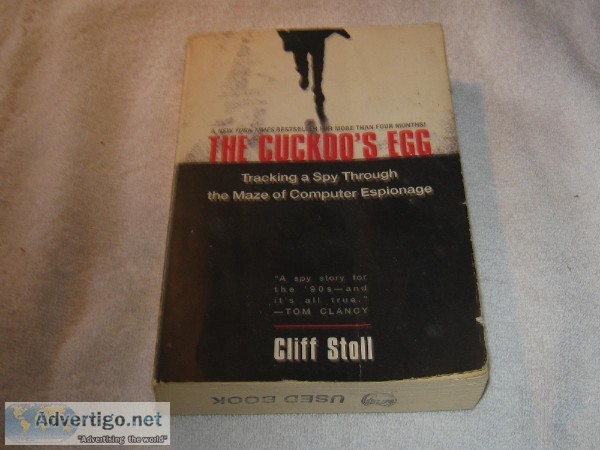 A NEW YORK TIMES BESTSELLER FOR MORE THAN FOUR MONTHS!
THE CUCKOO'S EGG
Tracking a Spy Through
the Maze of Computer Espionage
"A spy story for
the '90s—and
it's all true."
—TOM CLANCY
Cliff Stoll
USED BOOK
Advertigo.net
"Advertising the world"